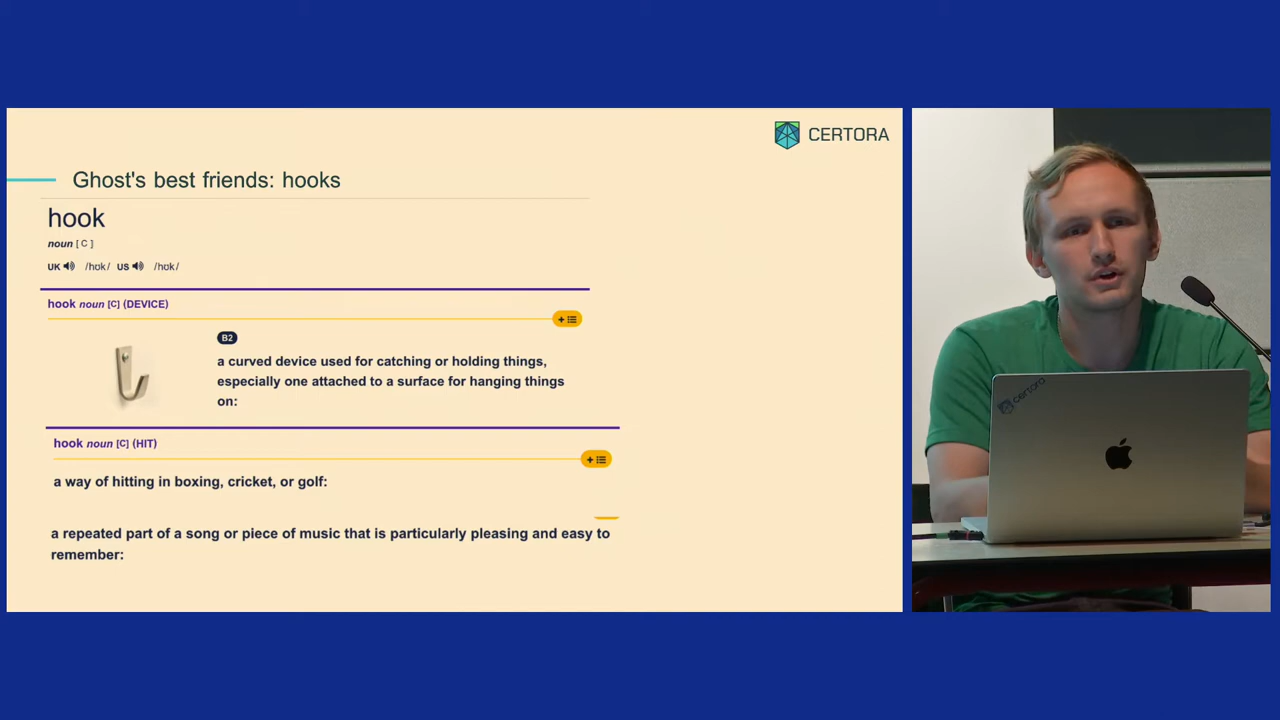 CERTORA
Ghost's best friends: hooks
hook
noun [ C ]
UK /hʊk/ US /hʊk/
hook noun [C] (DEVICE)
B2
a curved device used for catching or holding things,
especially one attached to a surface for hanging things
on:
hook noun [C] (HIT)
a way of hitting in boxing, cricket, or golf:
a repeated part of a song or piece of music that is particularly pleasing and easy to
remember:
certora